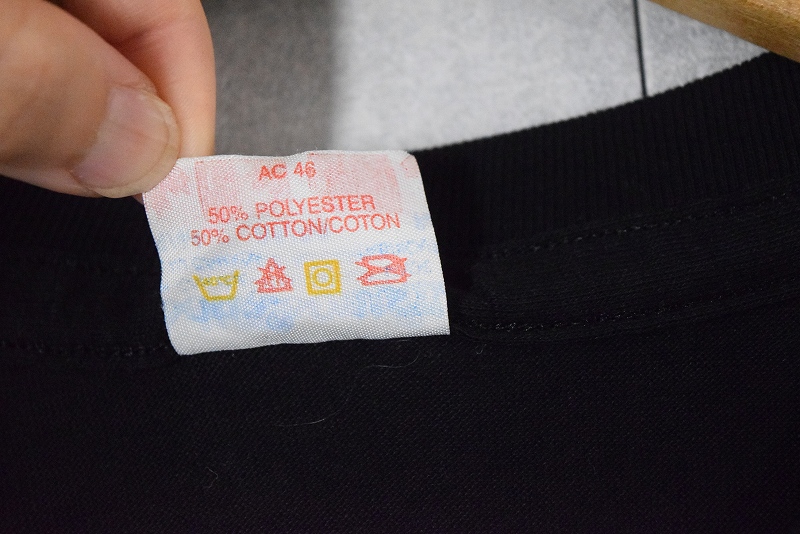 AC 46
50% POLYESTER
50% COTTON/COTON